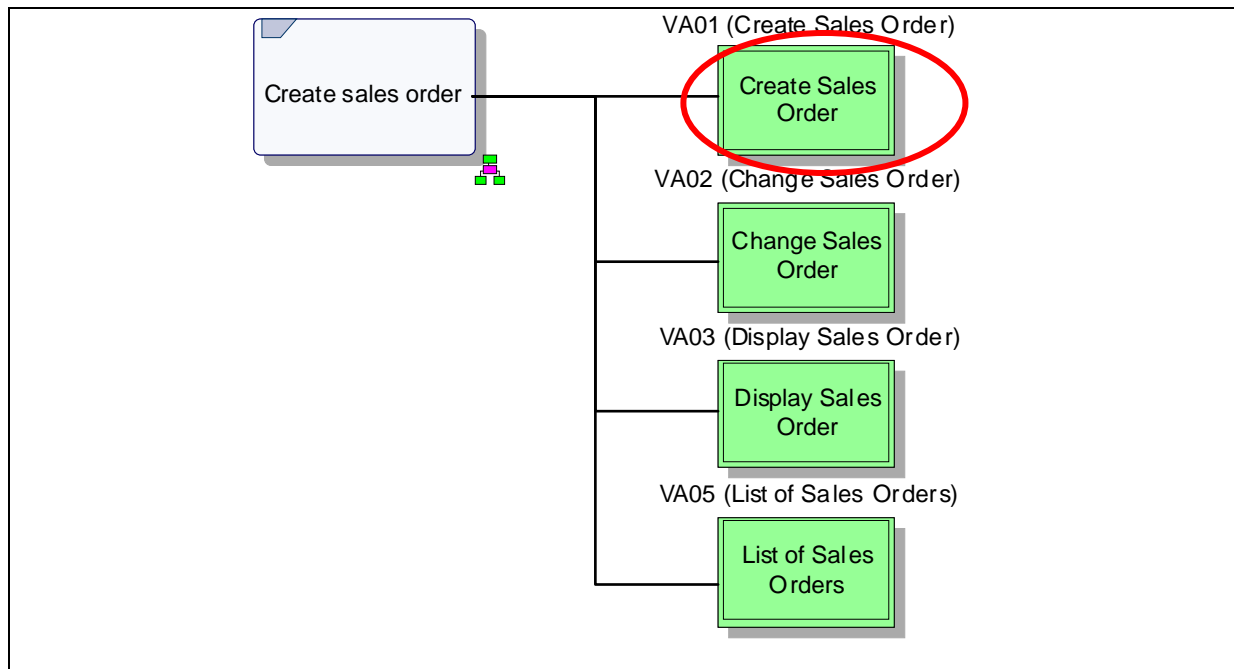 VA01 (Create Sales Order)
Create sales order
Create Sales
Order
VA02 (Change Sales Order)
Change Sales
Order
VA03 (Display Sales Order)
Display Sales
Order
VA05 (List of Sales Orders)
List of Sales
Orders